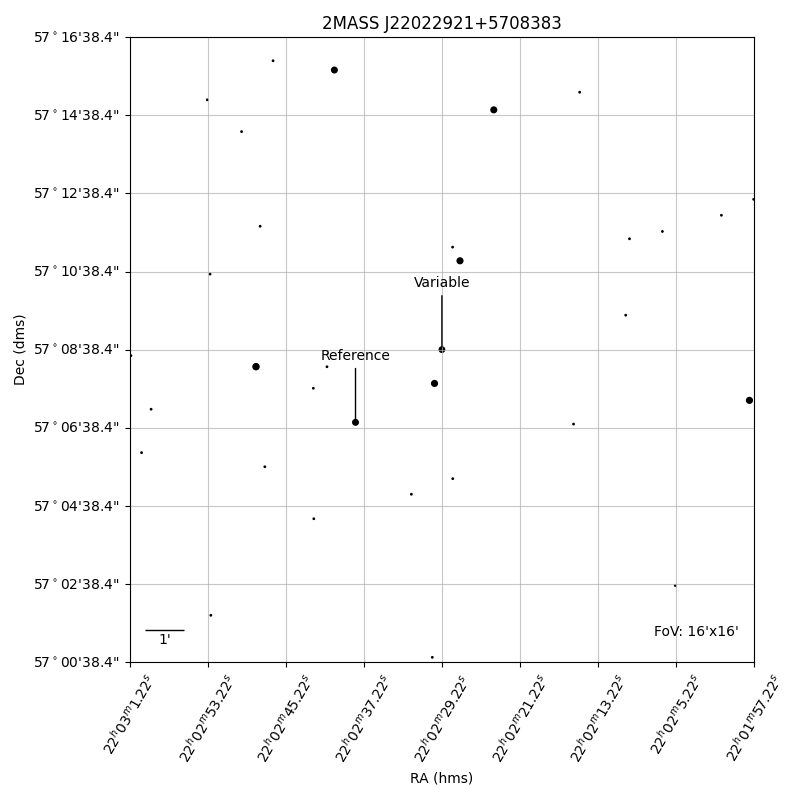 2MASS J22022921+5708383
57°16'38.4"
57°14'38.4"
57°12'38.4"
57°10'38.4"
Variable
57°08'38.4"
Reference
57°06'38.4"
57°04'38.4"
57°02'38.4"
1'
FoV: 16'x16'
57°00'38.4"
Dec (dms)
22ʰ03ᵐ1.22ˢ
22ʰ02ᵐ53.22ˢ
22ʰ02ᵐ45.22ˢ
22ʰ02ᵐ37.22ˢ
22ʰ02ᵐ29.22ˢ
22ʰ02ᵐ21.22ˢ
22ʰ02ᵐ13.22ˢ
22ʰ02ᵐ5.22ˢ
22ʰ01ᵐ57.22ˢ
RA (hms)